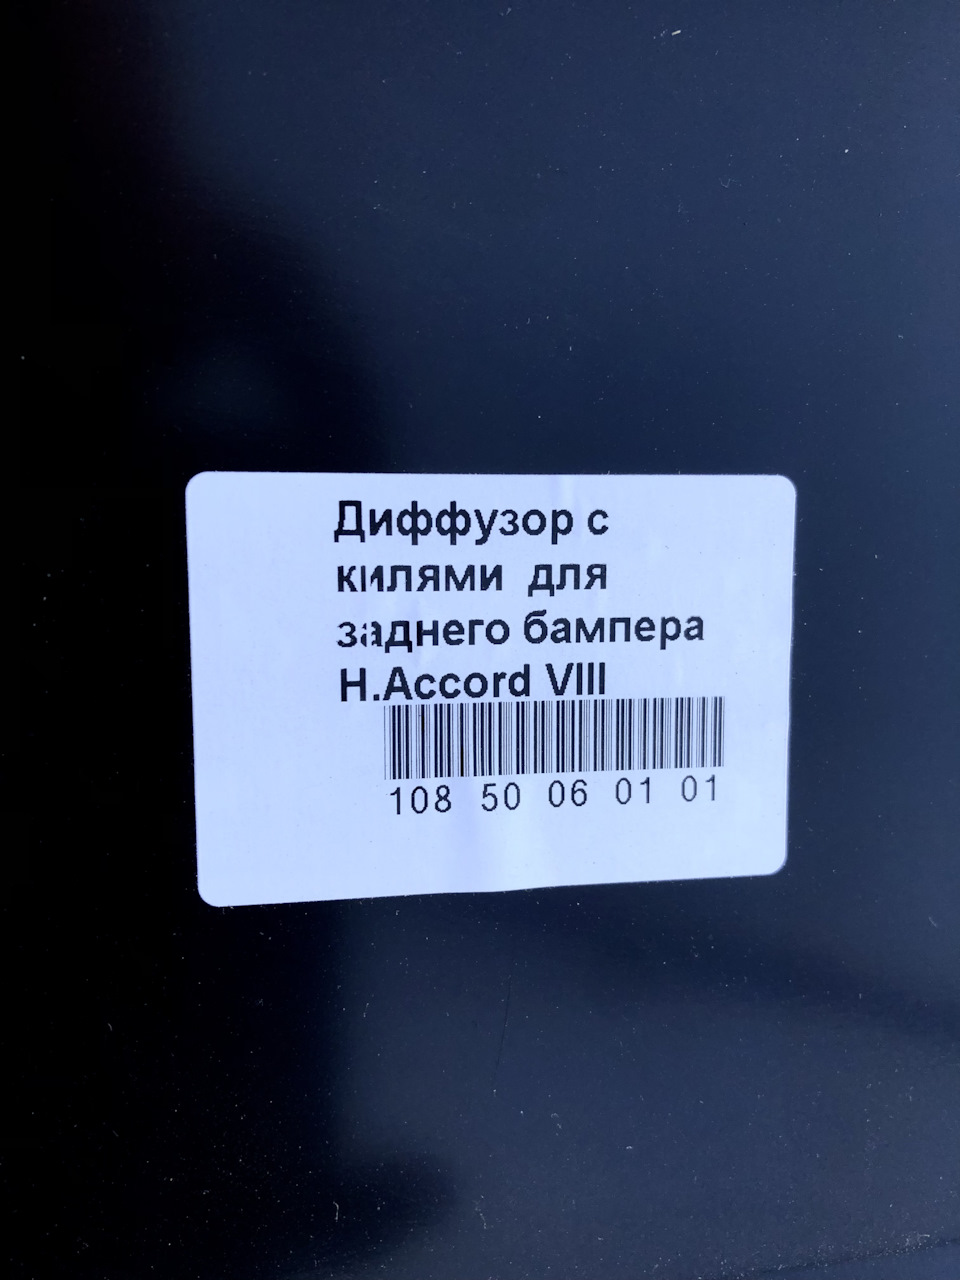 Диффузор с
килями для
заднего бампера
H.Accord VIII
108 50 06 01 01